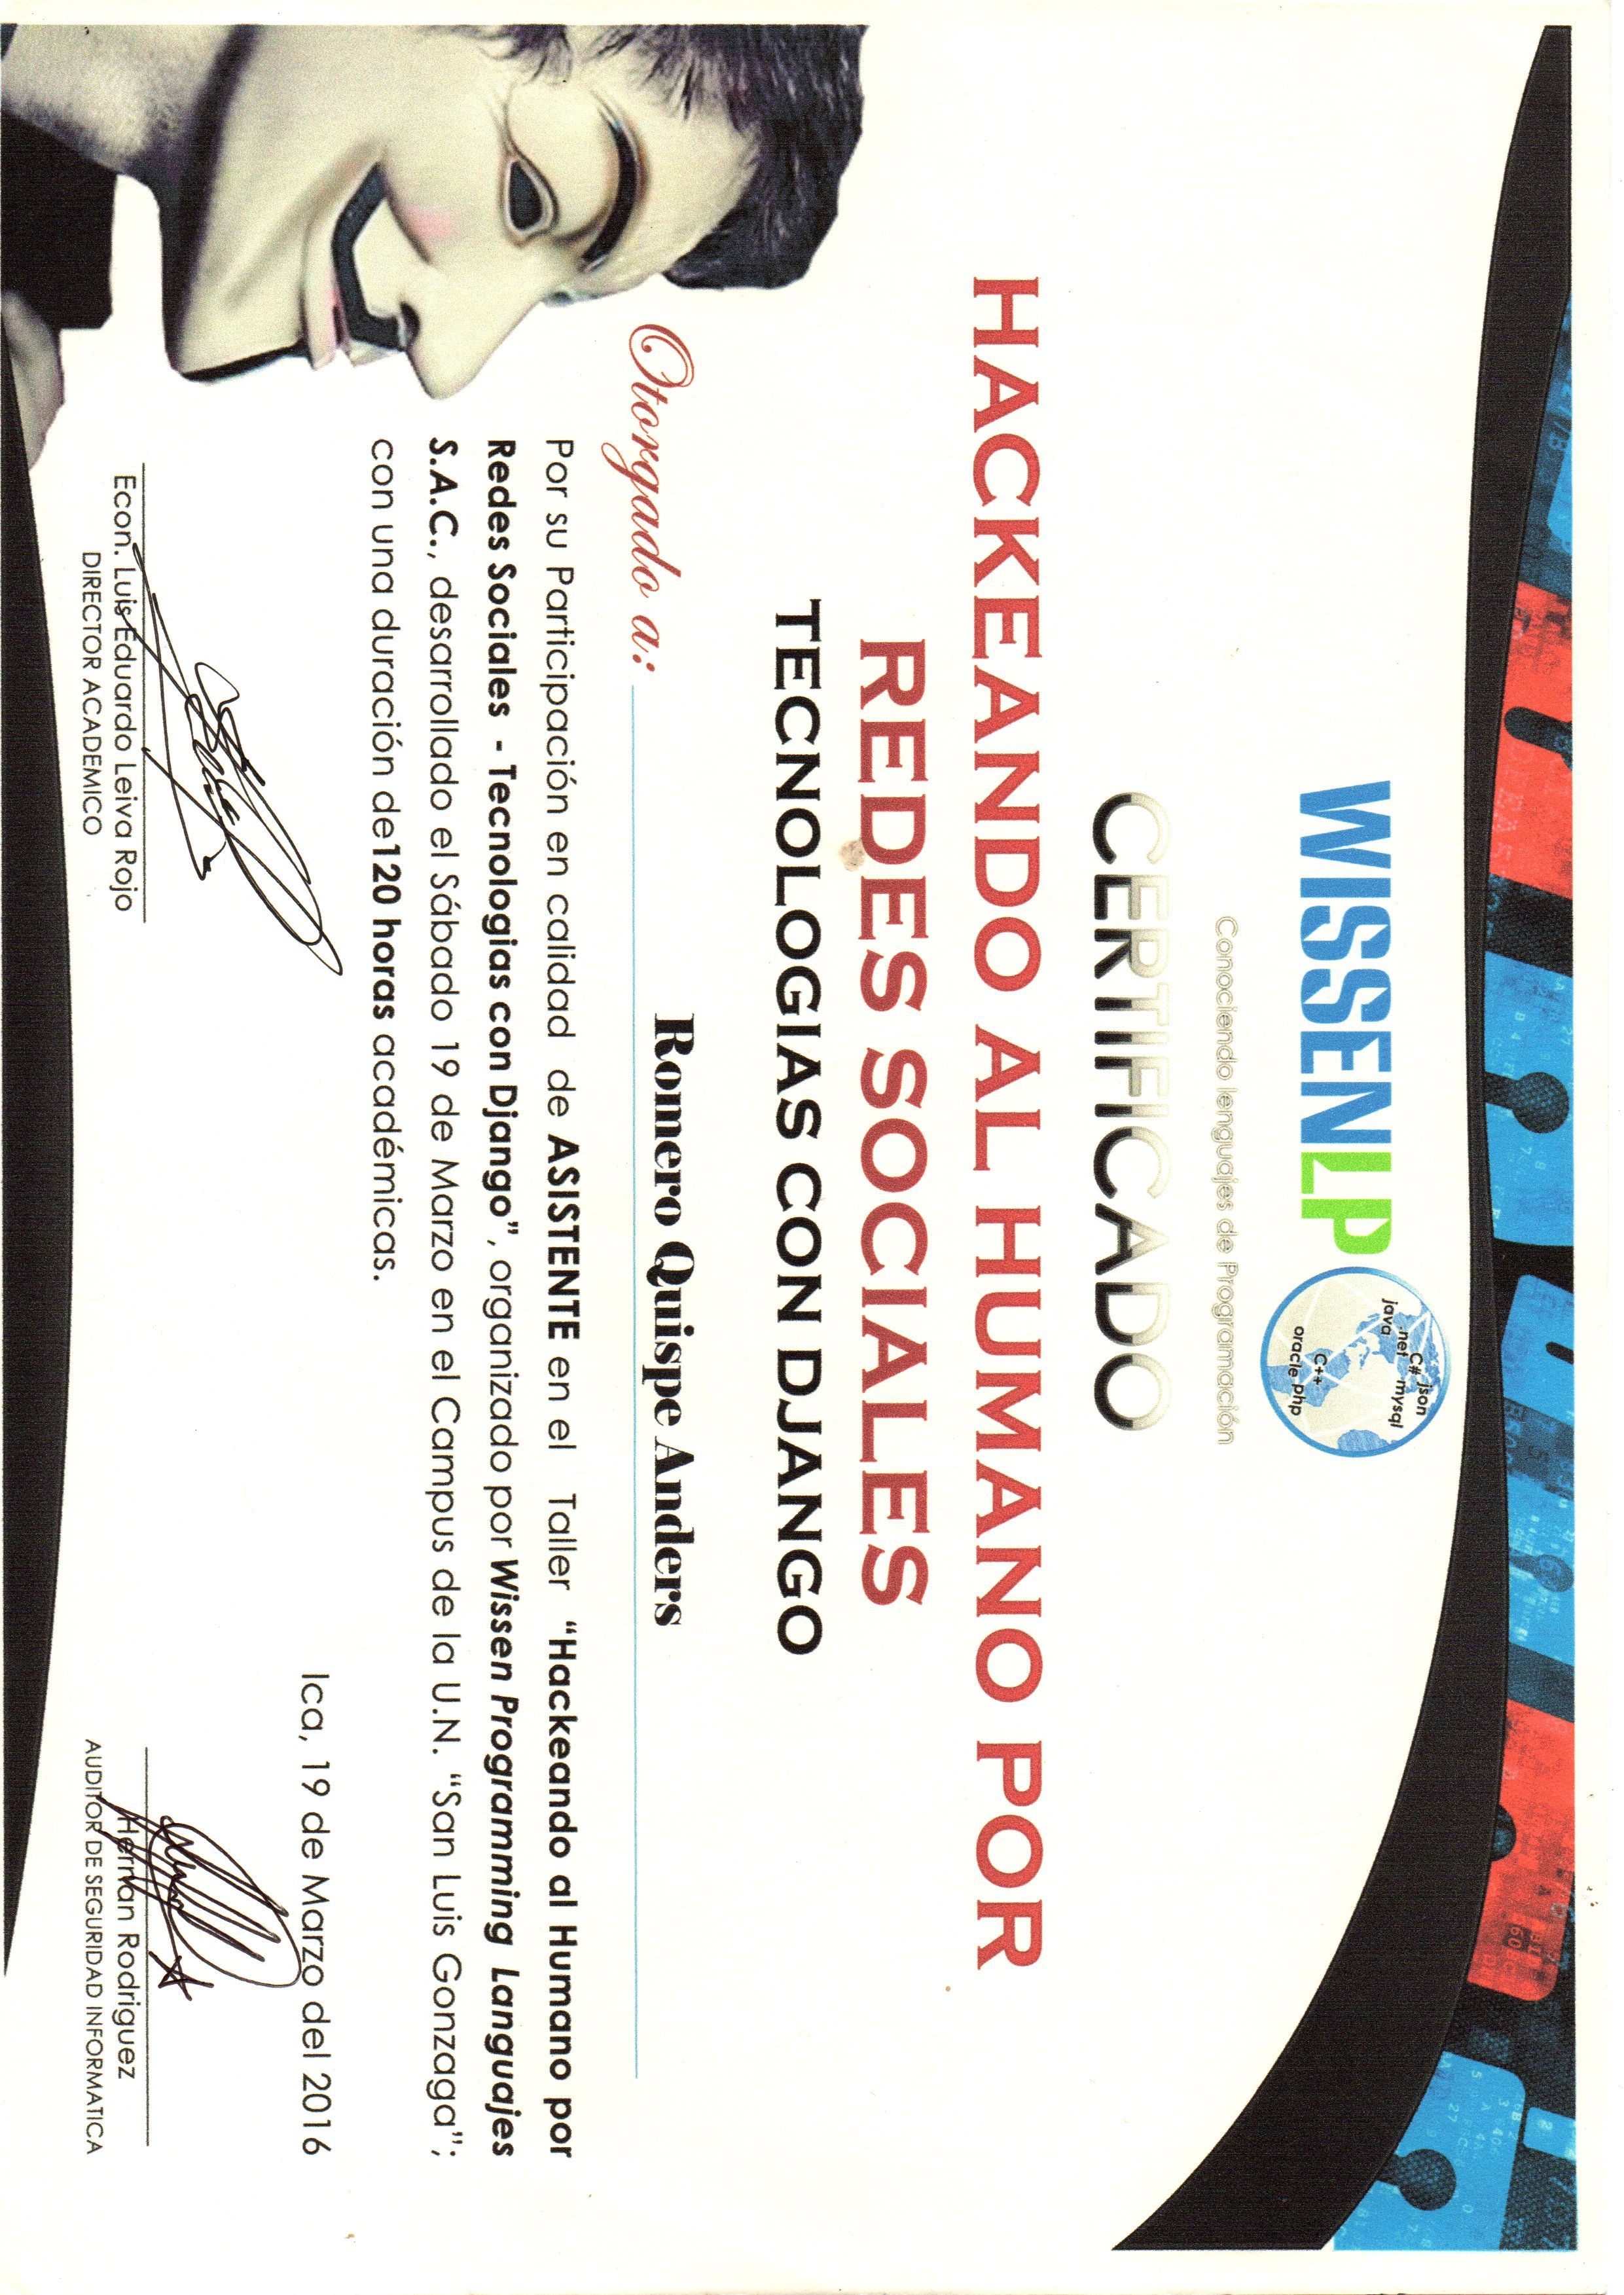 WISSENLP
C# json
.net mysql
java
C++
oracle php
Conociendo lenguajes de Programación
CERTIFICADO
HACKEANDO AL HUMANO POR
REDES SOCIALES
TECNOLOGIAS CON DJANGO
Otorgado a:
Romero Quispe Anders
Por su Participación en calidad de ASISTENTE en el Taller “Hackeando al Humano por
Redes Sociales - Tecnologias con Django”, organizado por Wissen Programming Languajes
S.A.C., desarrollado el Sábado 19 de Marzo en el Campus de la U.N. “San Luis Gonzaga”;
con una duración de120 horas académicas.
Ica, 19 de Marzo del 2016
Econ. Luis Eduardo Leiva Rojo
DIRECTOR ACADEMICO
Hernan Rodriguez
AUDITOR DE SEGURIDAD INFORMATICA